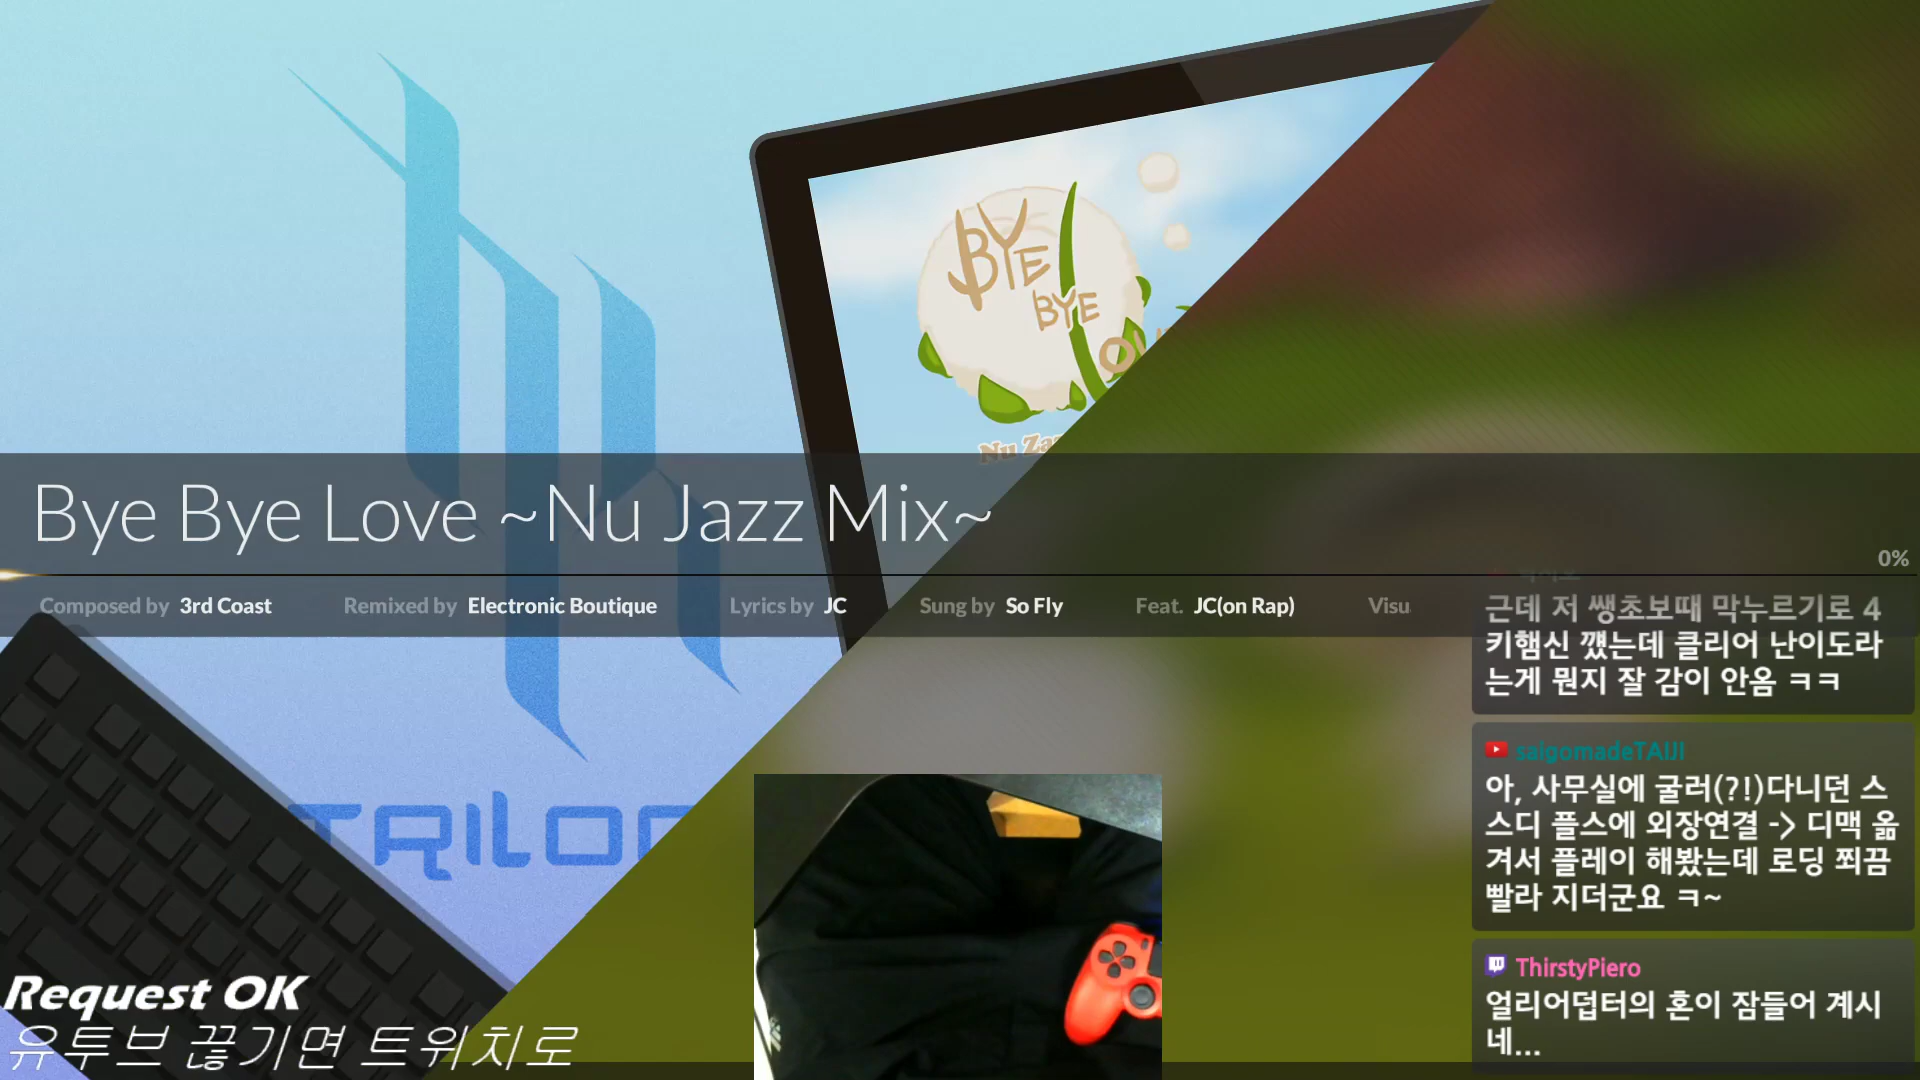 BYE
BYE
Bye Bye Love ~Nu Jazz Mix~
0%
Composed by 3rd Coast Remixed by Electronic Boutique Lyrics by JC Sung by So Fly Feat. JC(on Rap) Visu
근데 저 쌩초보때 막누르기로 4
키햄신 깼는데 클리어 난이도라
는게 뭔지 잘 감이 안옴 ㅋㅋ
saigomadeTAIJI
아, 사무실에 굴러(?!)다니던 스
스디 플스에 외장연결 -> 디맥 옮
겨서 플레이 해봤는데 로딩 쬐끔
빨라 지더군요 ㅋ~
TRILO
Request OK
유투브 끊기면 트위치로
ThirstyPiero
얼리어덥터의 혼이 잠들어 계시
네...